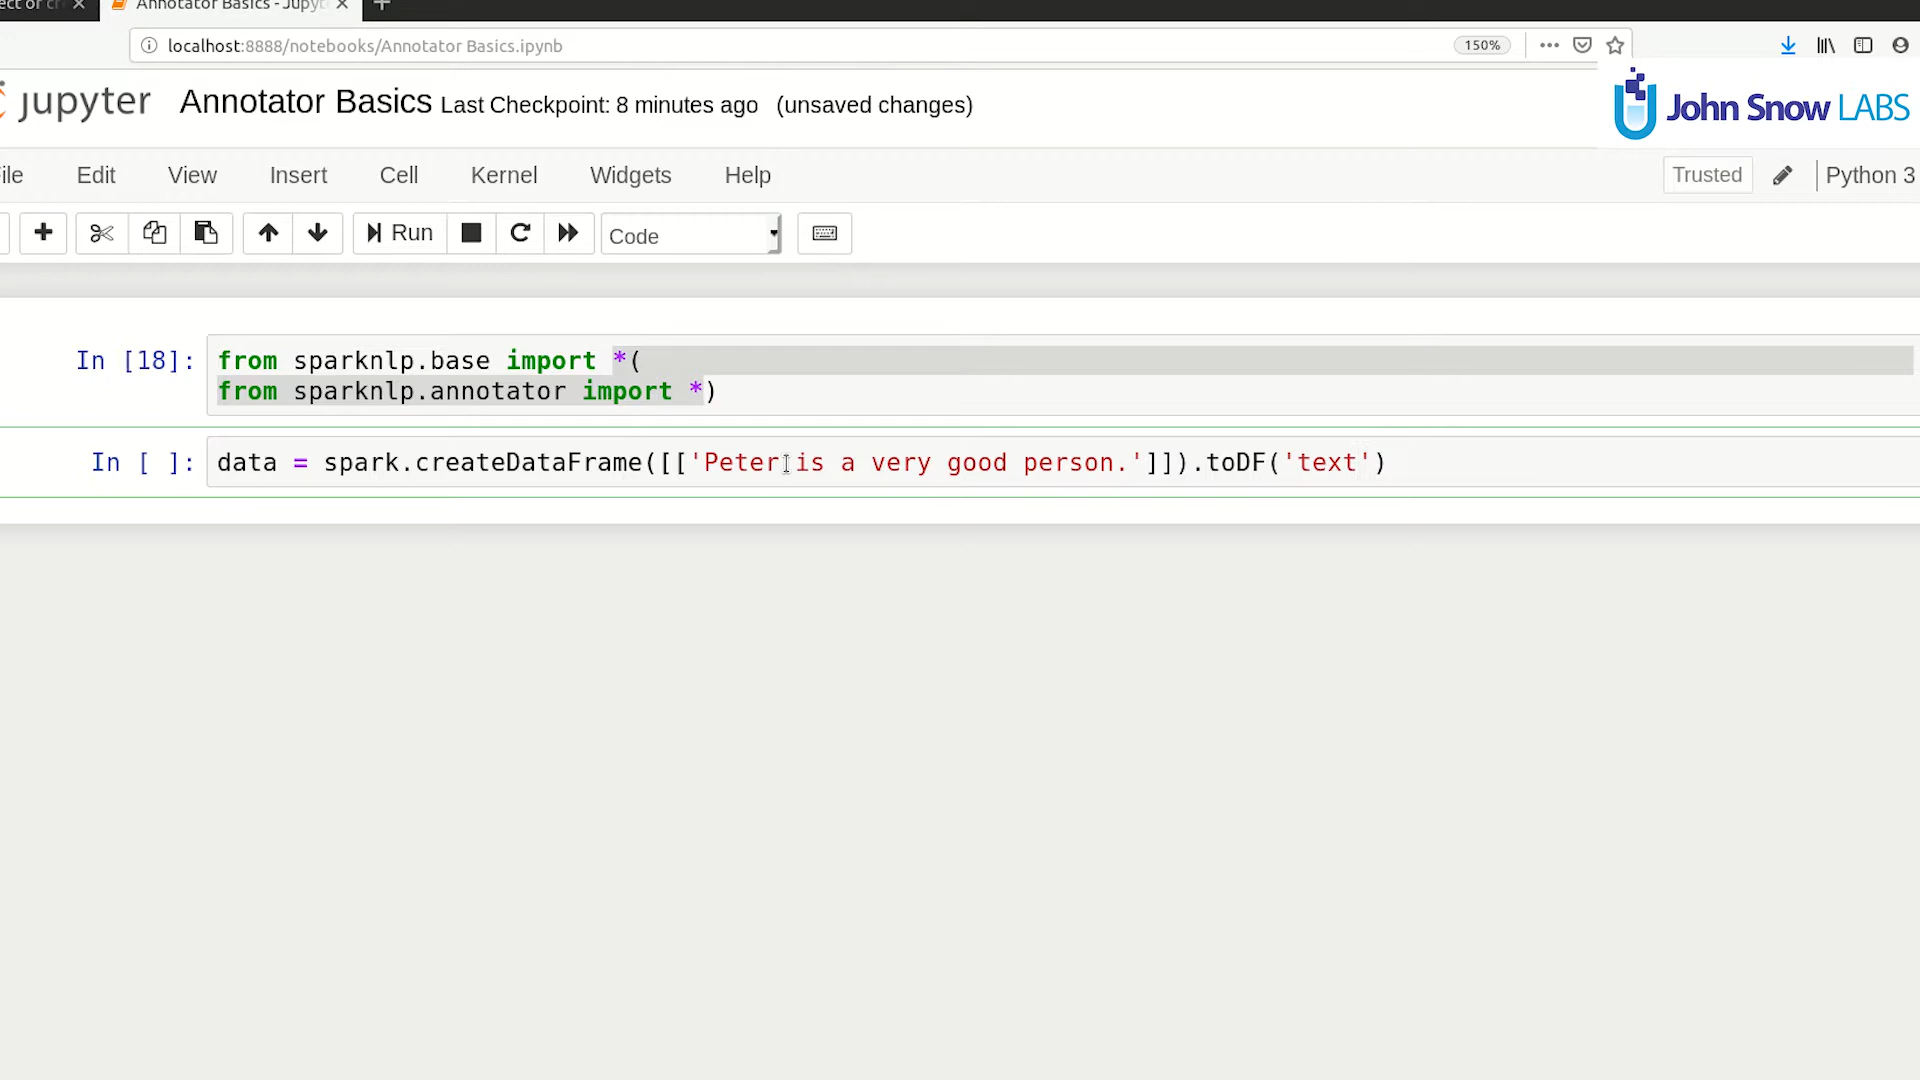 Annotator Basics - Jupyt
localhost:8888/notebooks/Annotator Basics.ipynb
150%
jupyter
Annotator Basics Last Checkpoint: 8 minutes ago (unsaved changes)
John Snow LABS
ile Edit View Insert Cell Kernel Widgets Help
Trusted
Python 3
Run
Code
In [18]: from sparknlp.base import *(
from sparknlp.annotator import *)
In [ ]: data = spark.createDataFrame([['Peter is a very good person.']]).toDF('text')